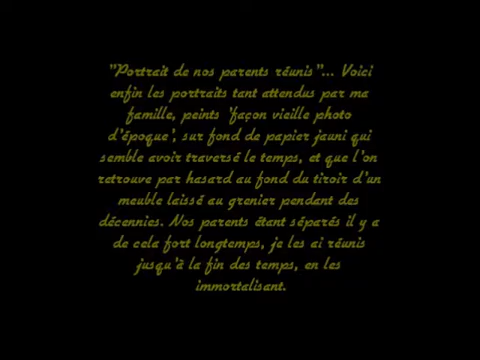 "Portrait de nos parents réunis"... Voici
enfin les portraits tant attendus par ma
famille, peints 'façon vieille photo
d'époque', sur fond de papier jauni qui
semble avoir traversé le temps, et que l'on
retrouve par hasard au fond du tiroir d'un
meuble laissé au grenier pendant des
décennies. Nos parents étant séparés il y a
de cela fort longtemps, je les ai réunis
jusqu'à la fin des temps, en les
immortalisant.